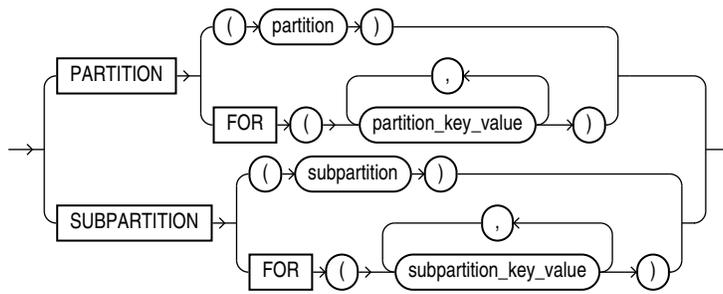 ( partition )
,
PARTITION
FOR ( partition_key_value )
( subpartition )
,
SUBPARTITION
FOR ( subpartition_key_value )